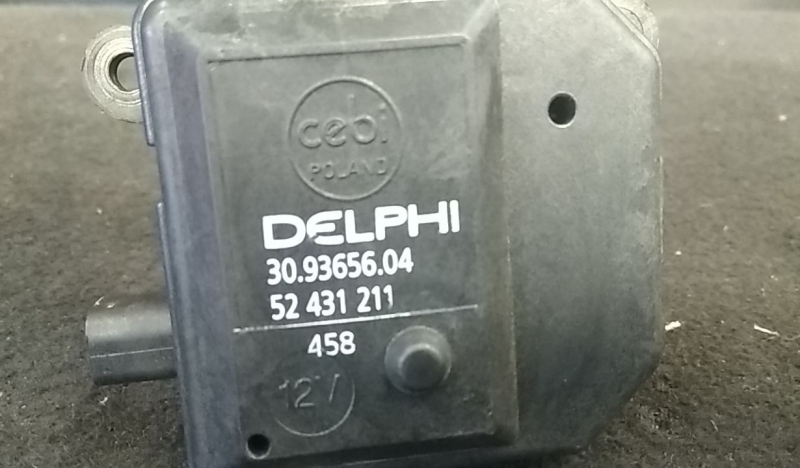 cebi
POLAND
DELPHI
30.93656.04
52 431 211
458
12V